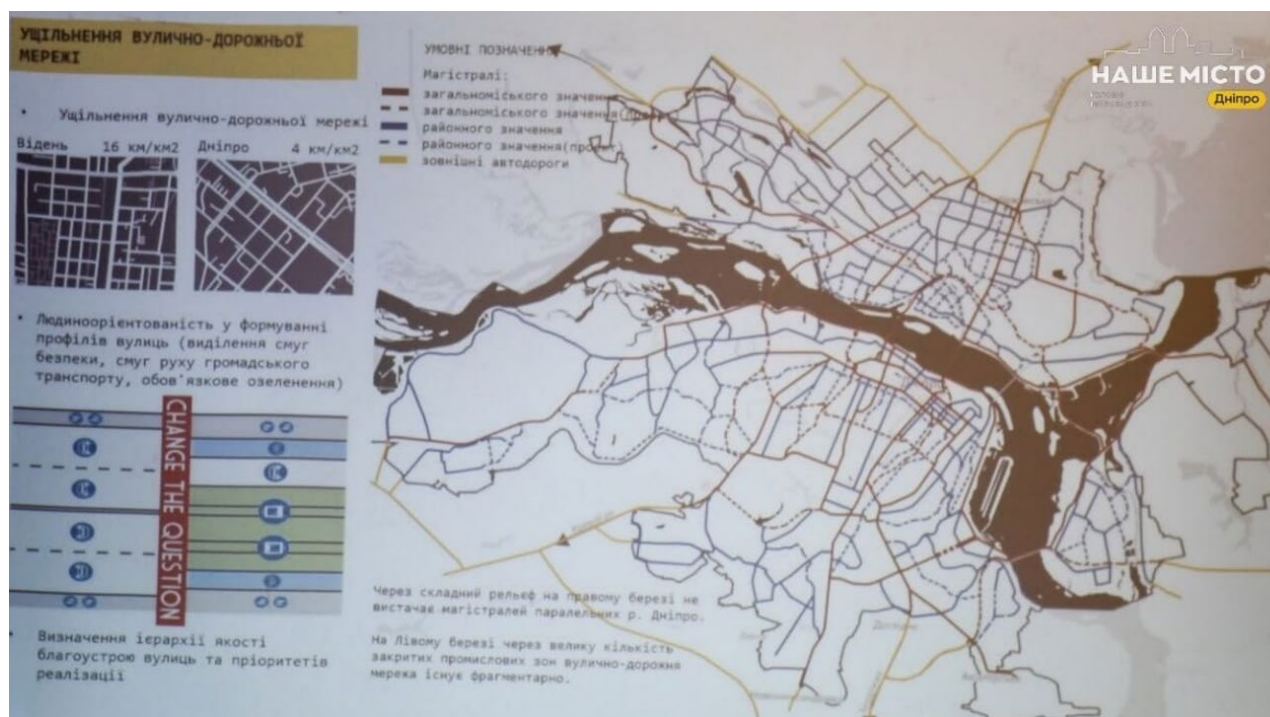 УЩІЛЬНЕННЯ ВУЛИЧНО-ДОРОЖНЬОЇ
МЕРЕЖІ
• Ущільнення вулично-дорожньої мережі
Відень 16 км/км2 Дніпро 4 км/км2
• Людиноорієнтованість у формуванні
профілів вулиць (виділення смуг
безпеки, смуг руху громадського
транспорту, обов'язкове озеленення)
CHANGE THE QUESTION
• Визначення ієрархії якості
благоустрою вулиць та пріоритетів
реалізації
УМОВНІ ПОЗНАЧЕННЯ
Магістралі:
загальноміського значення
загальноміського значення(проект)
районного значення
районного значення(проект)
зовнішні автодороги
Через складний рельєф на правому березі не
вистачає магістралей паралельних р. Дніпро.
На Лівому березі через велику кількість
закритих промислових зон вулично-дорожня
мережа існує фрагментарно.
НАШЕ МІСТО
Дніпро